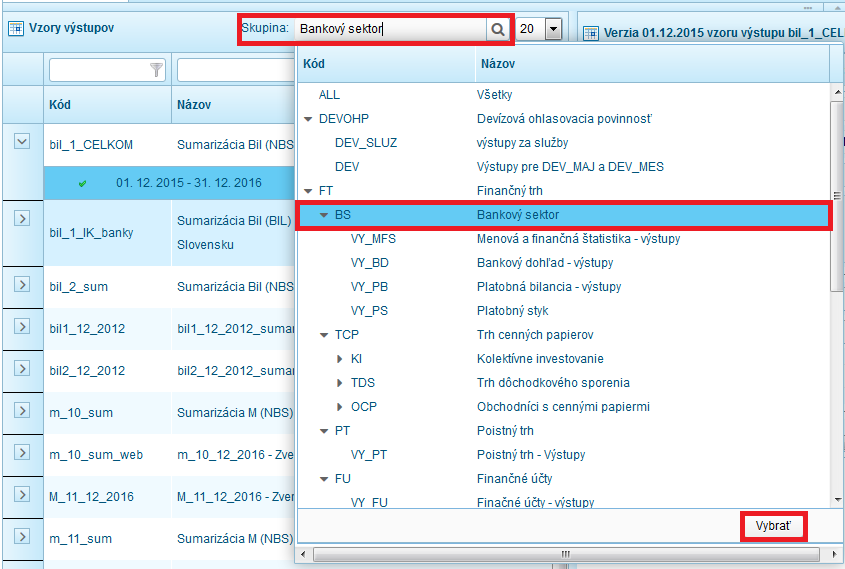 Vzory výstupov
Skupina: Bankový sektor 20
Verzia 01.12.2015 vzoru výstupu bil_1_CEL
Kód Názov
bil_1_CELKOM Sumarizácia Bil (NBS
01. 12. 2015 - 31. 12. 2016
bil_1_IK_banky Sumarizácia Bil (BIL)
Slovensku
bil_2_sum Sumarizácia Bil (NBS
bil1_12_2012 bil1_12_2012_suma
bil2_12_2012 bil2_12_2012_suma
m_10_sum Sumarizácia M (NBS)
m_10_sum_web m_10_12_2016 - Zve
M_11_12_2016 M_11_12_2016 - Zver
m_11_sum Sumarizácia M (NBS)
Kód Názov
ALL Všetky
DEVOHP Devízová ohlasovacia povinnosť
DEV_SLUZ výstupy za služby
DEV Výstupy pre DEV_MAJ a DEV_MES
FT Finančný trh
BS Bankový sektor
VY_MFS Menová a finančná štatistika - výstupy
VY_BD Bankový dohľad - výstupy
VY_PB Platobná bilancia - výstupy
VY_PS Platobný styk
TCP Trh cenných papierov
KI Kolektívne investovanie
TDS Trh dôchodkového sporenia
OCP Obchodníci s cennými papiermi
PT Poistný trh
VY_PT Poistný trh - Výstupy
FU Finančné účty
VY_FU Finačné účty - výstupy
Vybrať